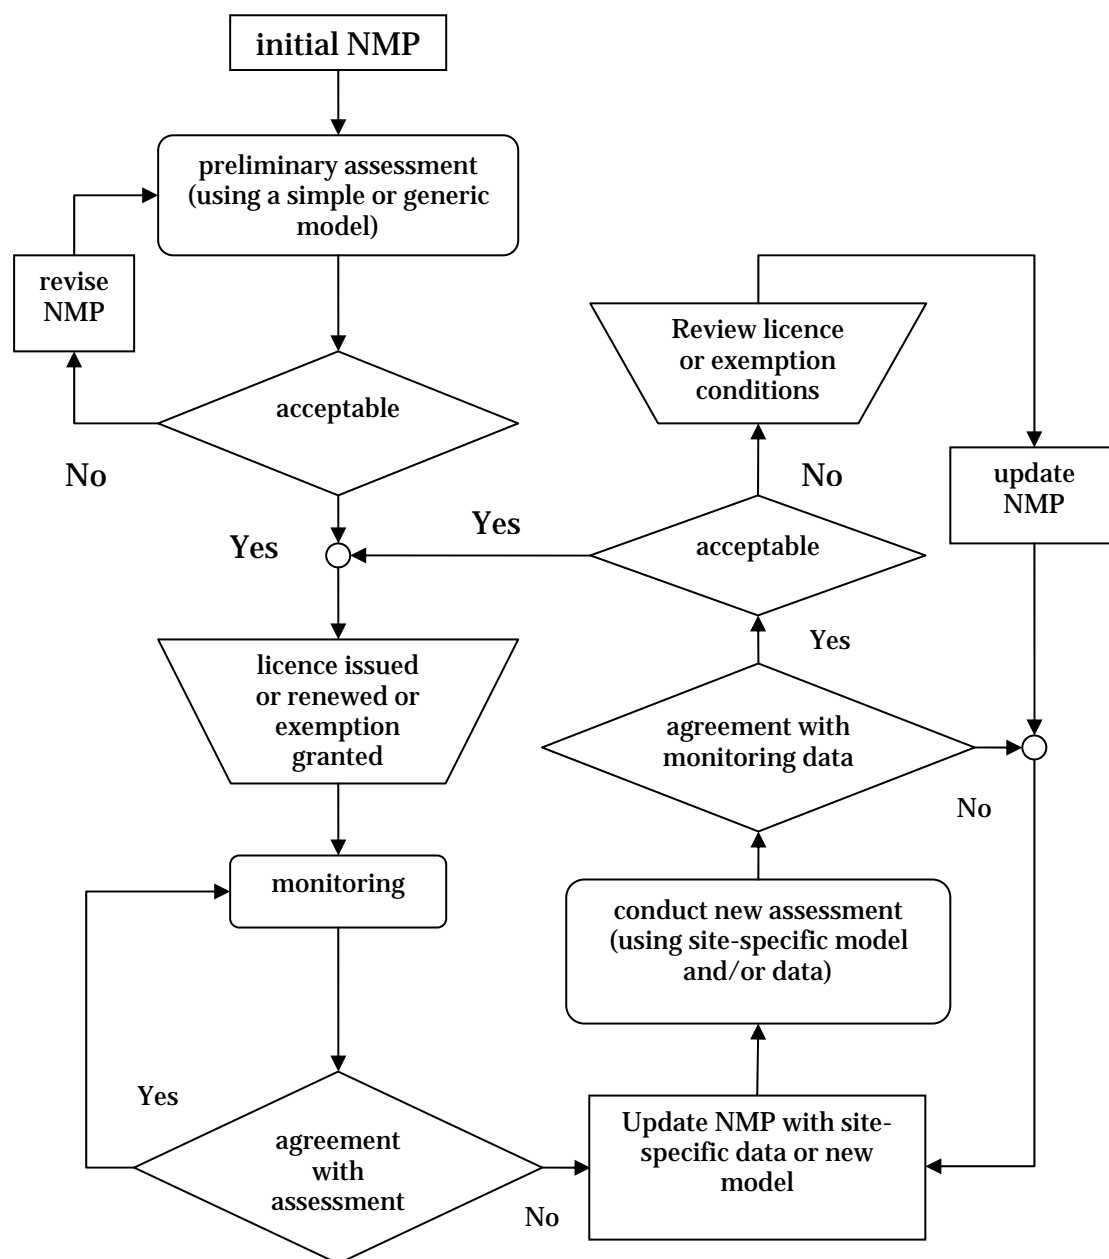 initial NMP
preliminary assessment
(using a simple or generic
model)
revise
NMP
acceptable
No
Yes
licence issued
or renewed or
exemption
granted
monitoring
Yes
agreement
with
assessment
No
Update NMP with site-
specific data or new
model
conduct new assessment
(using site-specific model
and/or data)
agreement with
monitoring data
No
Yes
acceptable
Yes
No
Review licence
or exemption
conditions
update
NMP